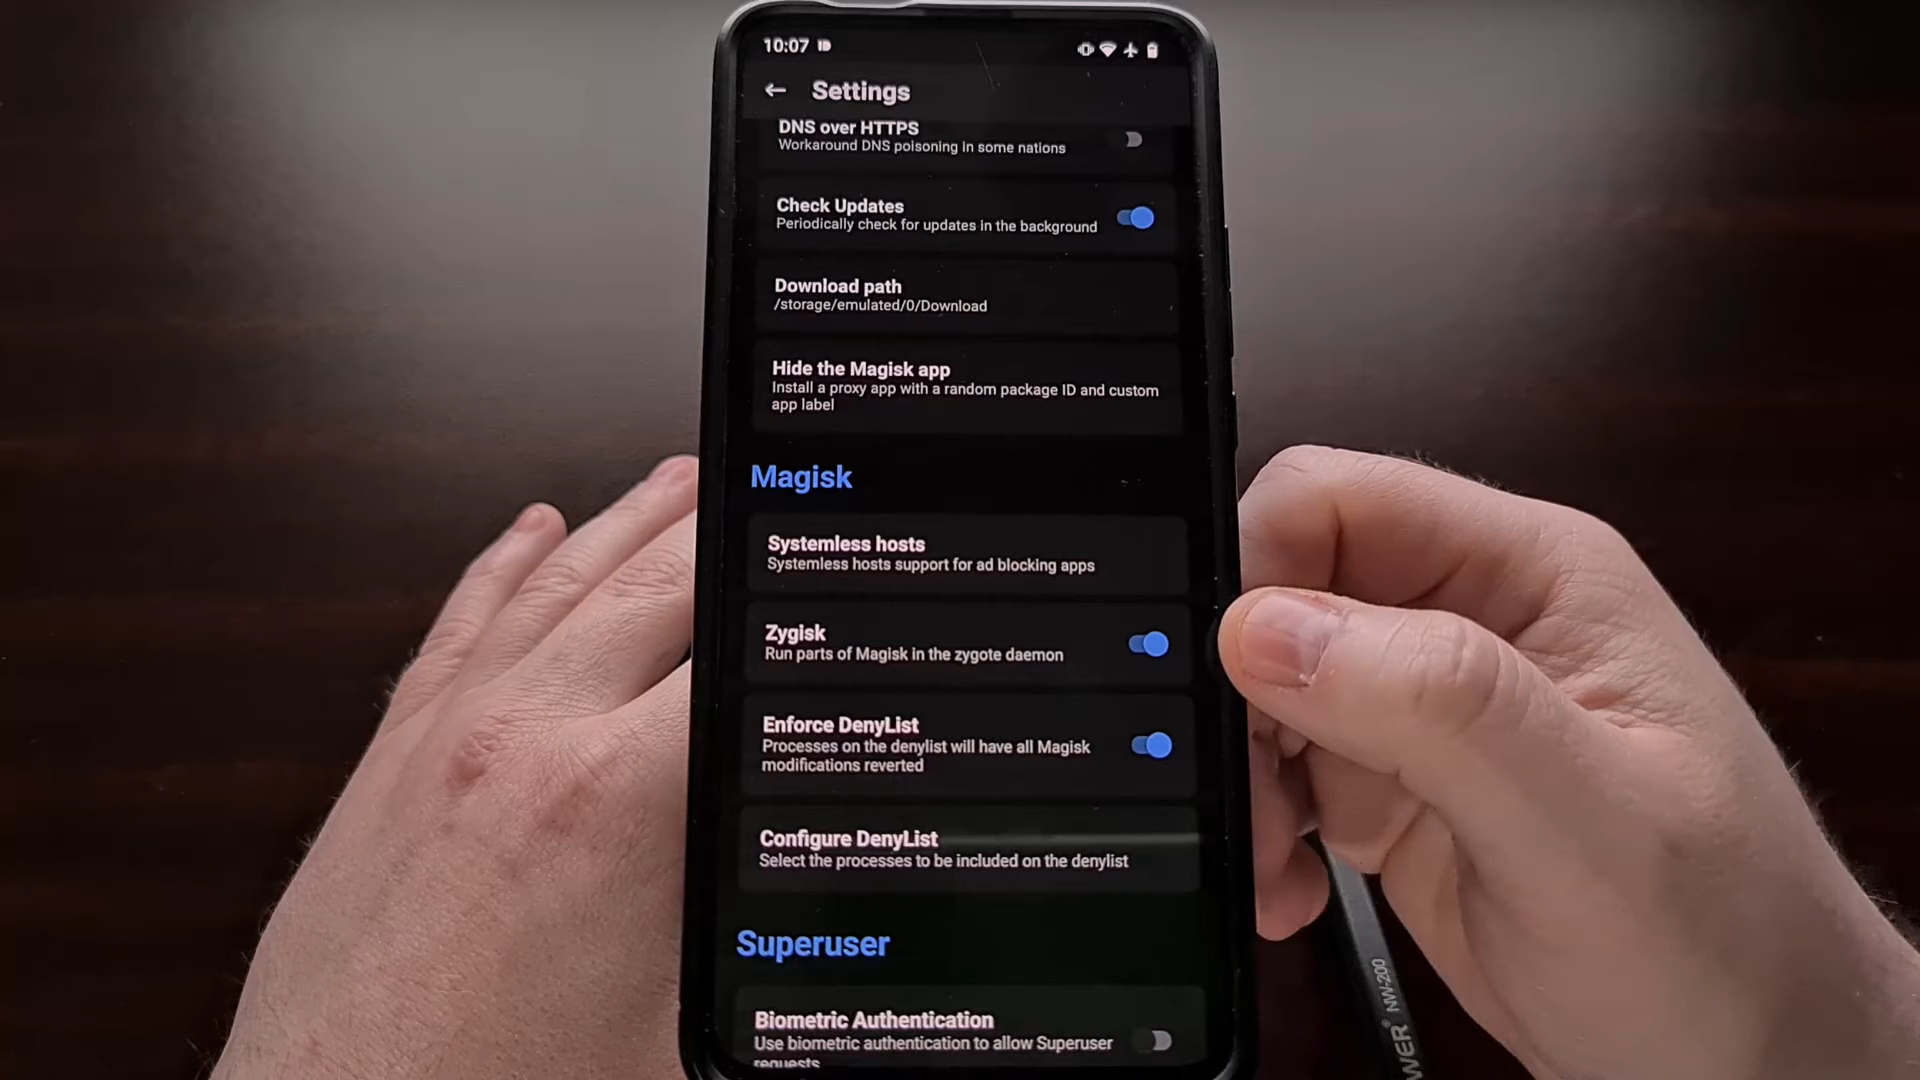 10:07
Settings
DNS over HTTPS
Workaround DNS poisoning in some nations
Check Updates
Periodically check for updates in the background
Download path
/storage/emulated/0/Download
Hide the Magisk app
Install a proxy app with a random package ID and custom
app label
Magisk
Systemless hosts
Systemless hosts support for ad blocking apps
Zygisk
Run parts of Magisk in the zygote daemon
Enforce DenyList
Processes on the denylist will have all Magisk
modifications reverted
Configure DenyList
Select the processes to be included on the denylist
Superuser
Biometric Authentication
Use biometric authentication to allow Superuser
requests
WER® NW-200